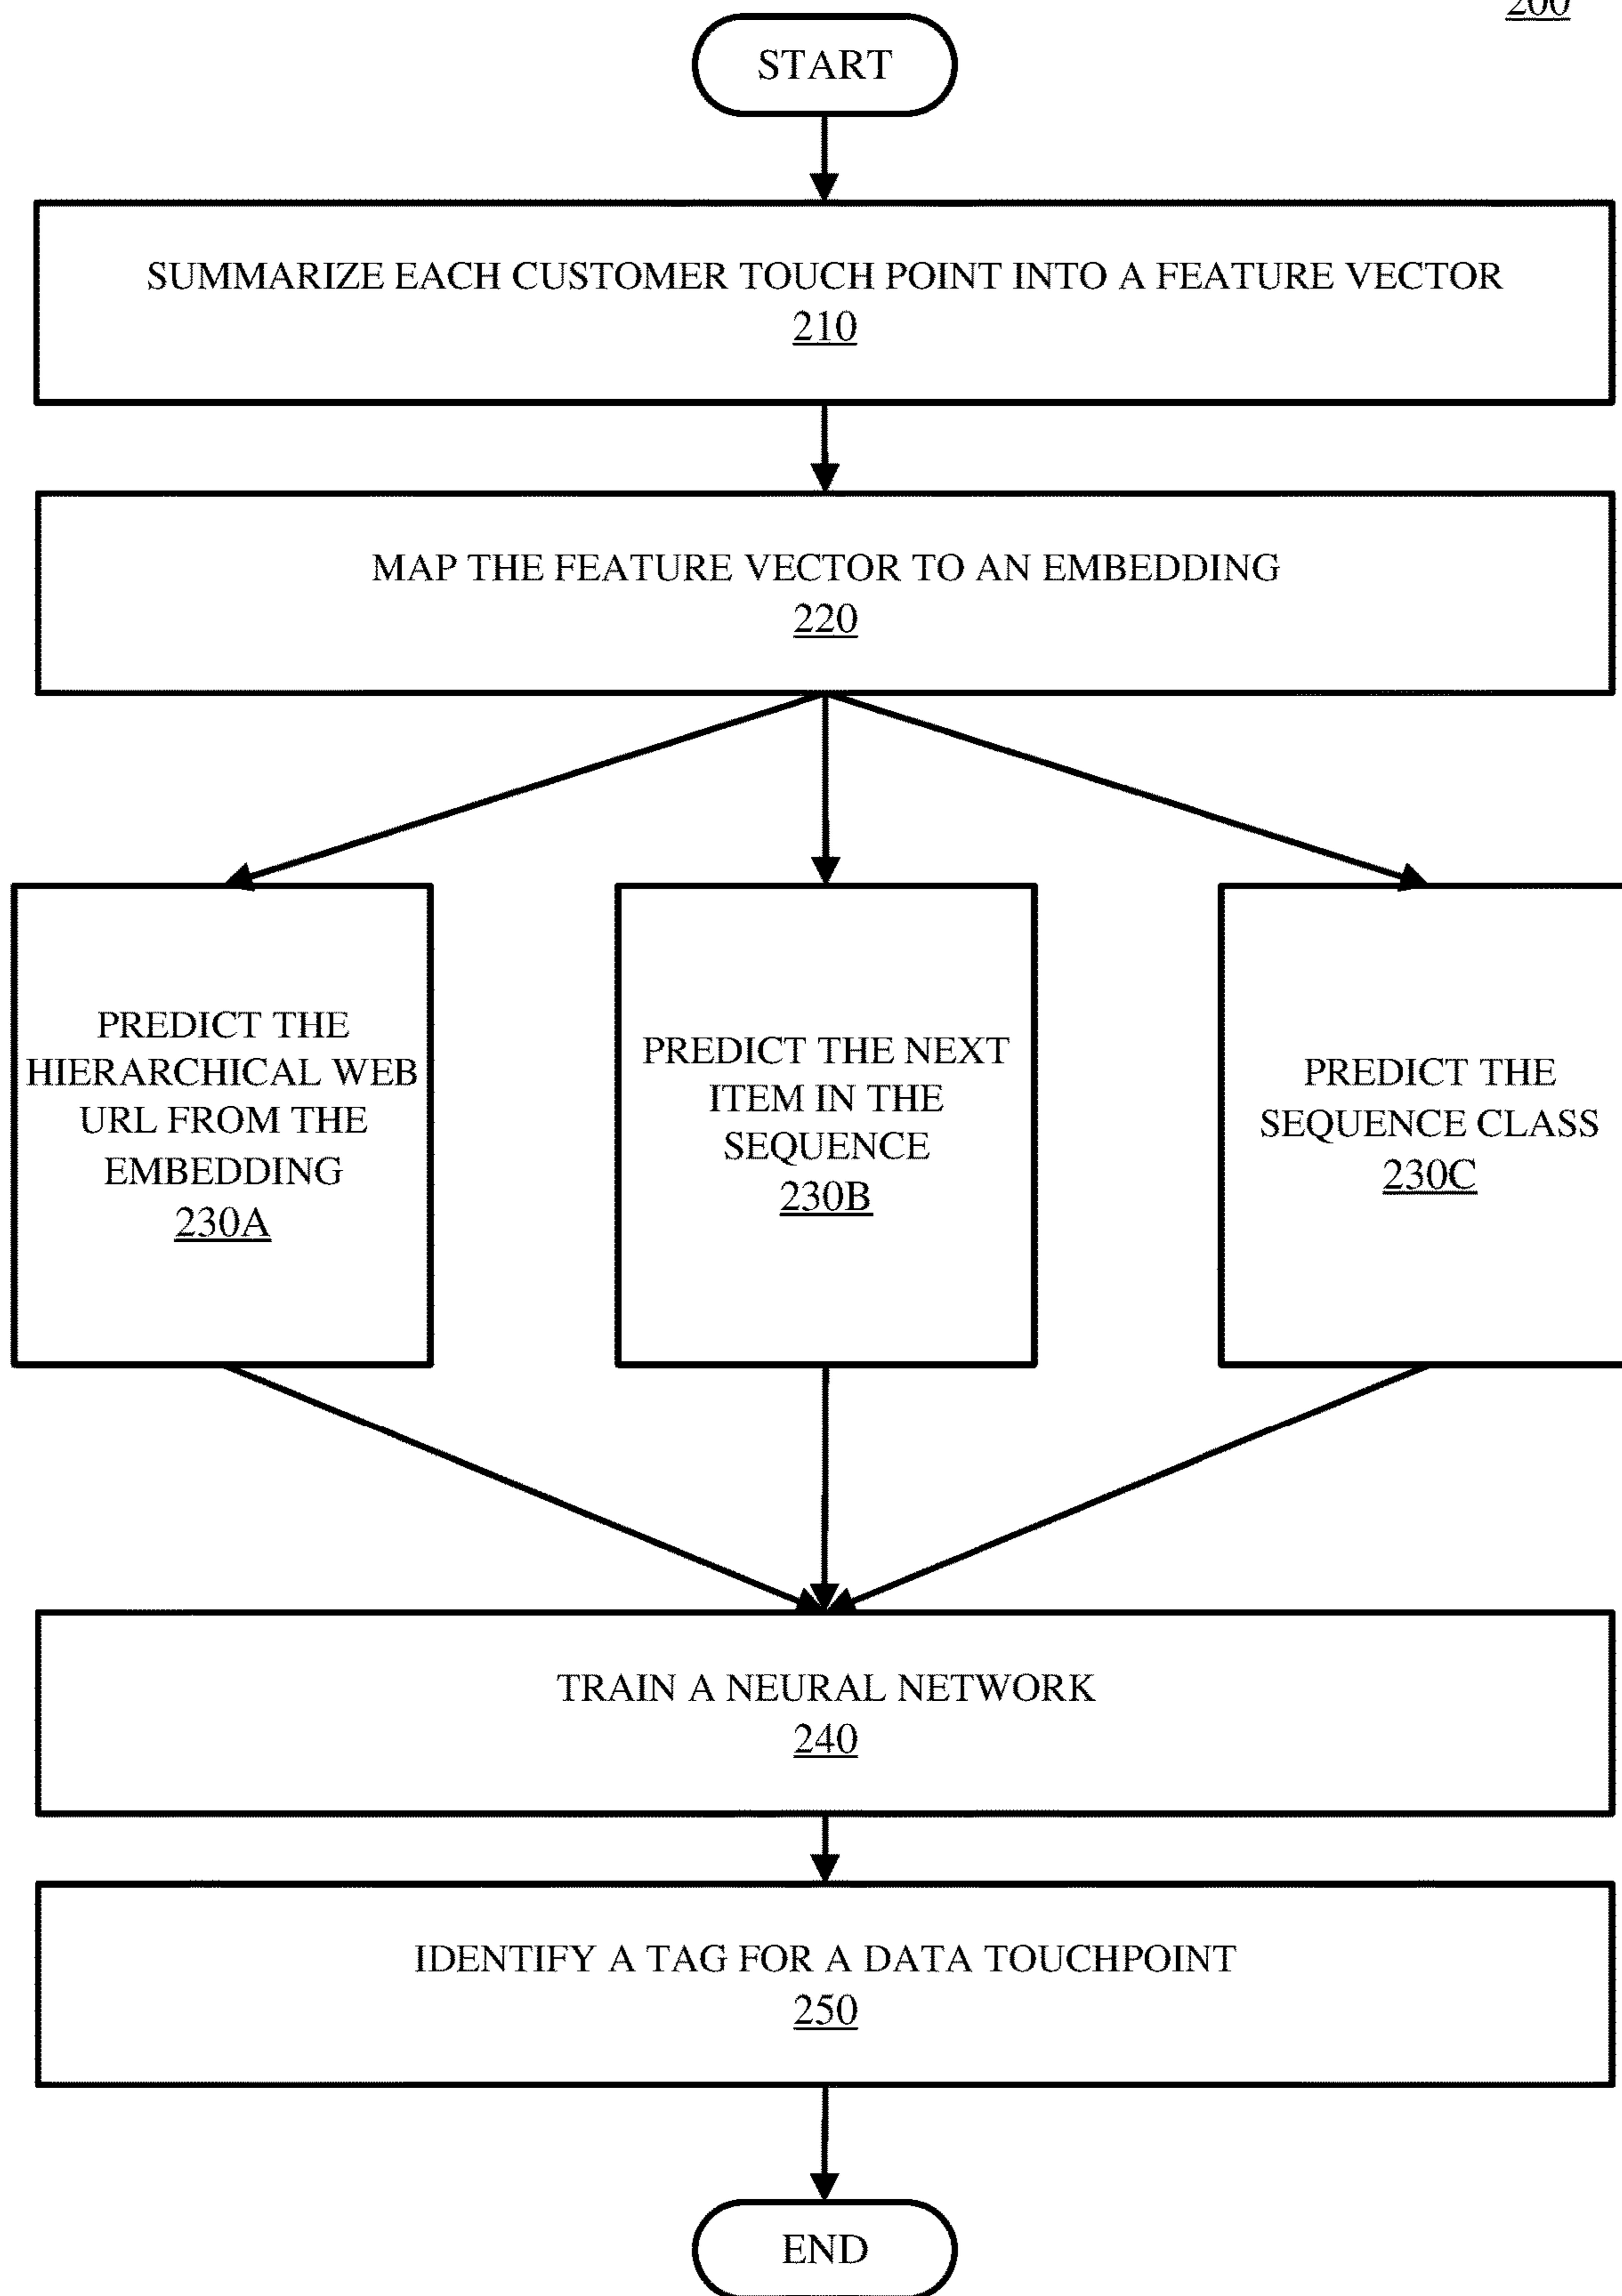 200
START
SUMMARIZE EACH CUSTOMER TOUCH POINT INTO A FEATURE VECTOR
210
MAP THE FEATURE VECTOR TO AN EMBEDDING
220
PREDICT THE
HIERARCHICAL WEB
URL FROM THE
EMBEDDING
230A
PREDICT THE NEXT
ITEM IN THE
SEQUENCE
230B
PREDICT THE
SEQUENCE CLASS
230C
TRAIN A NEURAL NETWORK
240
IDENTIFY A TAG FOR A DATA TOUCHPOINT
250
END